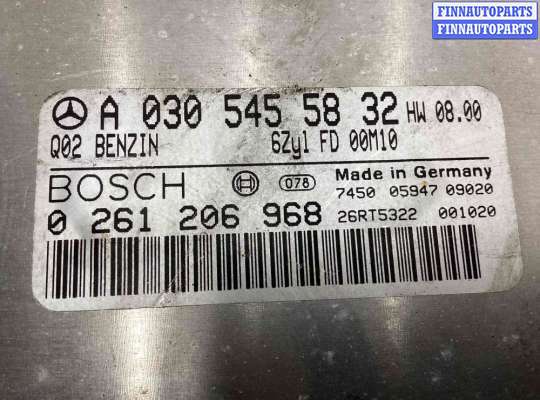 FINNAUTOPARTS
FINNAUTOPARTS
A 030 545 58 32 HW 08.00
Q02 BENZIN 6Zyl FD 00M10
BOSCH 078 Made in Germany
7450 05947 09020
0 261 206 968 26RT5322 001020